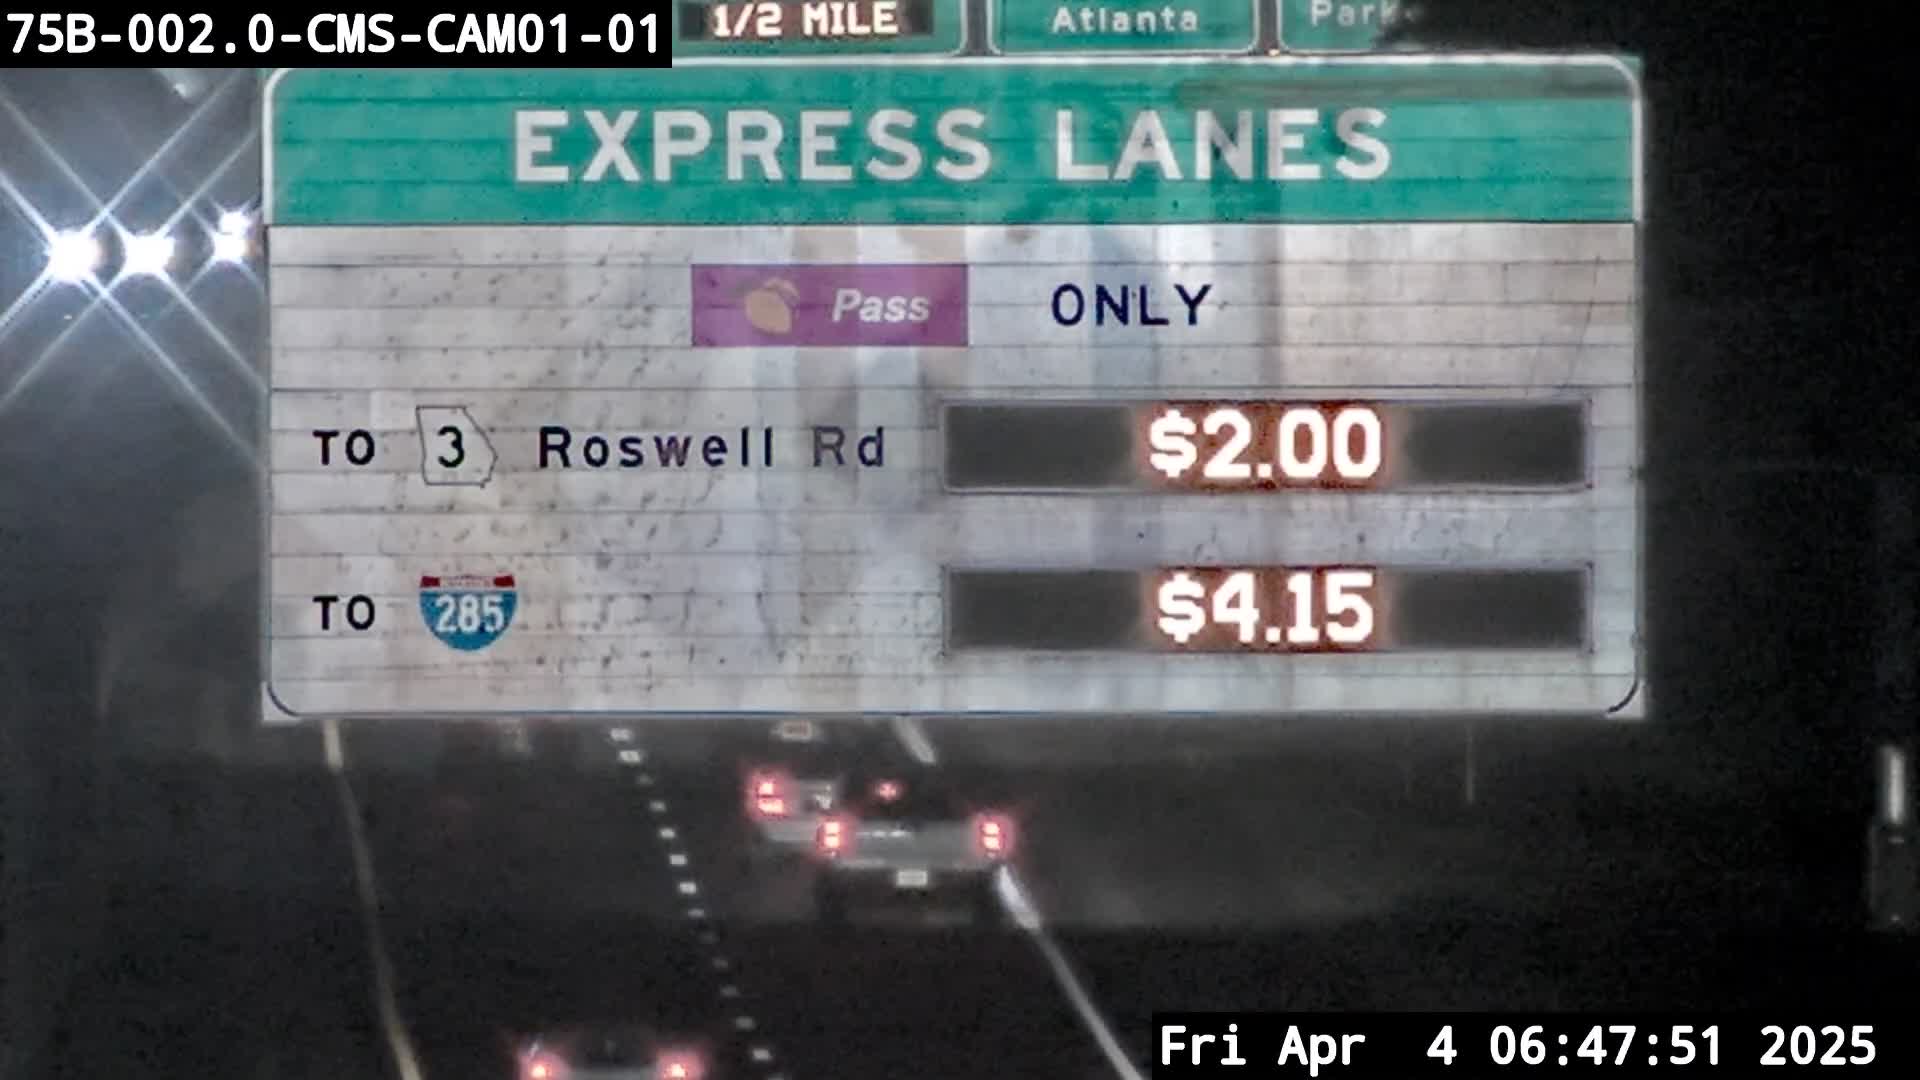 75B-002.0-CMS-CAM01-01
1/2 MILE
Atlanta
Park
EXPRESS LANES
Pass ONLY
TO 3 Roswell Rd $2.00
TO 285 $4.15
Fri Apr 4 06:47:51 2025